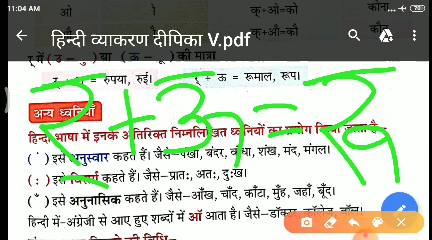 11:04 AM
हिन्दी व्याकरण दीपिका V.pdf
र् में (उ - ु) या (ऊ - ू) की मात्रा
रुपया, रुई। र् + ऊ = रूमाल, रूप।
र + ऊ = रू
अन्य ध्वनियाँ
हिन्दी भाषा में इनके अतिरिक्त निम्नलिखित ध्वनियों का प्रयोग किया जाता है–
(ं) इसे अनुस्वार कहते हैं। जैसे–पंखा, बंदर, कंधा, शंख, मंद, मंगल।
(:) इसे विसर्ग कहते हैं। जैसे–प्रातः, अतः, दुःख।
(ँ) इसे अनुनासिक कहते हैं। जैसे–आँख, चाँद, काँटा, मुँह, जहाँ, बूँद।
हिन्दी में-अंग्रेजी से आए हुए शब्दों में ऑ आता है। जैसे–डॉक्टर, कॉलेज, बॉल।